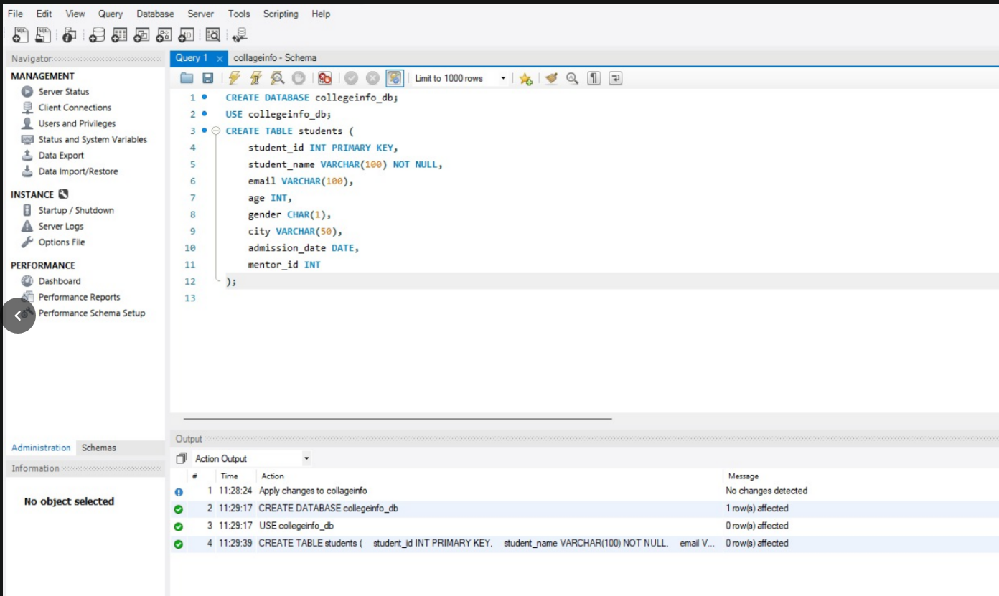 File Edit View Query Database Server Tools Scripting Help
Navigator
MANAGEMENT
Server Status
Client Connections
Users and Privileges
Status and System Variables
Data Export
Data Import/Restore
INSTANCE
Startup / Shutdown
Server Logs
Options File
PERFORMANCE
Dashboard
Performance Reports
Performance Schema Setup
Administration Schemas
Information
No object selected
Query 1 collageinfo - Schema
Limit to 1000 rows
1 CREATE DATABASE collegeinfo_db;
2 USE collegeinfo_db;
3 CREATE TABLE students (
4 student_id INT PRIMARY KEY,
5 student_name VARCHAR(100) NOT NULL,
6 email VARCHAR(100),
7 age INT,
8 gender CHAR(1),
9 city VARCHAR(50),
10 admission_date DATE,
11 mentor_id INT
12 );
13
Output
Action Output
# Time Action Message
1 11:28:24 Apply changes to collageinfo No changes detected
2 11:29:17 CREATE DATABASE collegeinfo_db 1 row(s) affected
3 11:29:17 USE collegeinfo_db 0 row(s) affected
4 11:29:39 CREATE TABLE students ( student_id INT PRIMARY KEY, student_name VARCHAR(100) NOT NULL, email V... 0 row(s) affected